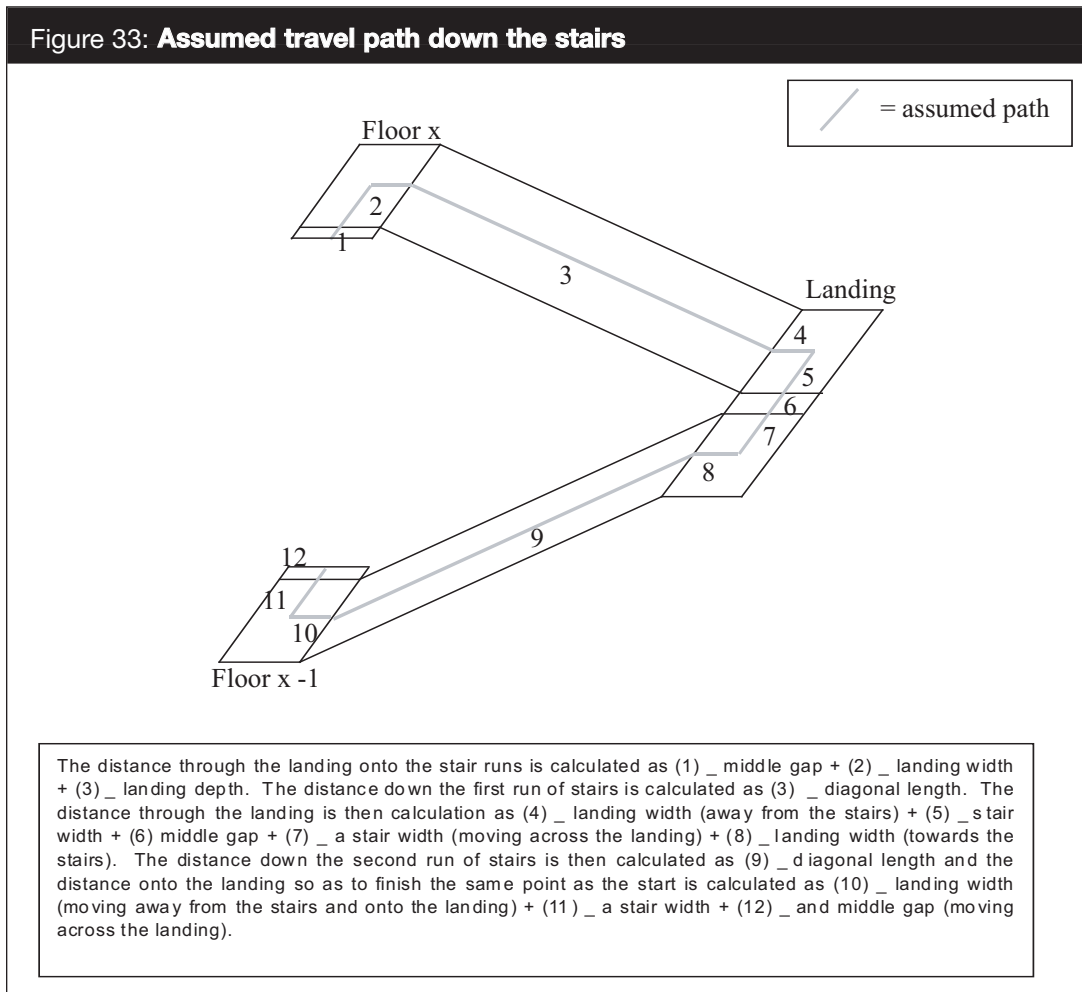 Figure 33: Assumed travel path down the stairs
= assumed path
Floor x
2
1
3
Landing
4
5
6
7
8
9
12
11
10
Floor x -1
The distance through the landing onto the stair runs is calculated as (1) _ middle gap + (2) _ landing width
+ (3) _ landing depth. The distance down the first run of stairs is calculated as (3) _ diagonal length. The
distance through the landing is then calculation as (4) _ landing width (away from the stairs) + (5) _ stair
width + (6) middle gap + (7) _ a stair width (moving across the landing) + (8) _ landing width (towards the
stairs). The distance down the second run of stairs is then calculated as (9) _ diagonal length and the
distance onto the landing so as to finish the same point as the start is calculated as (10) _ landing width
(moving away from the stairs and onto the landing) + (11) _ a stair width + (12) _ and middle gap (moving
across the landing).